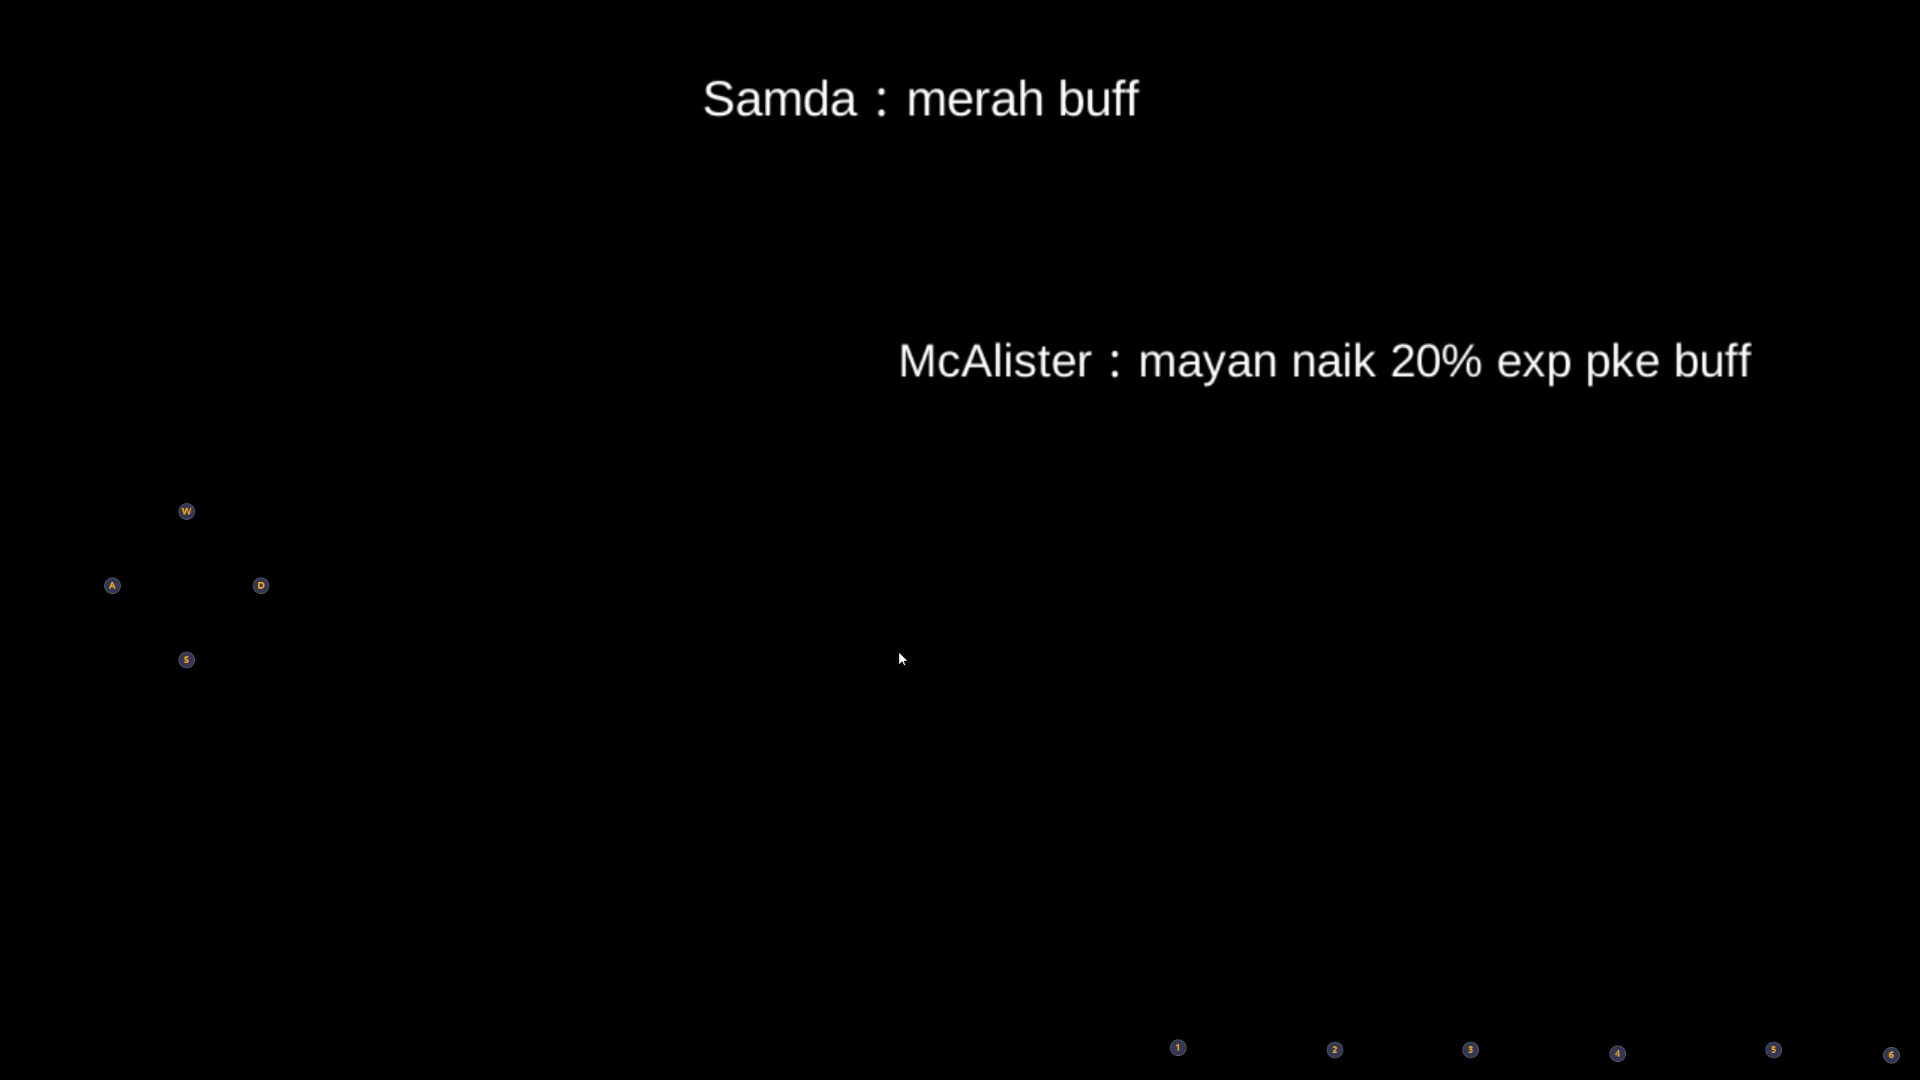 Samda : merah buff
McAlister : mayan naik 20% exp pke buff
W
A D
S
1 2 3 4 5 6